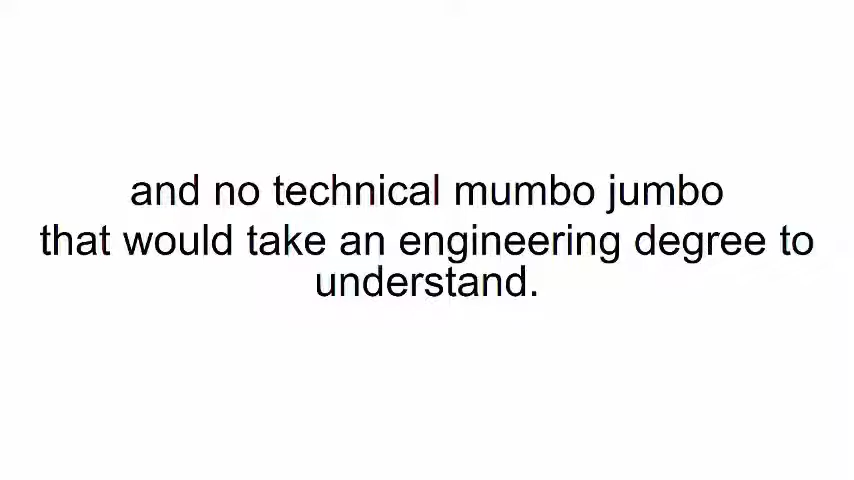 and no technical mumbo jumbo
that would take an engineering degree to
understand.